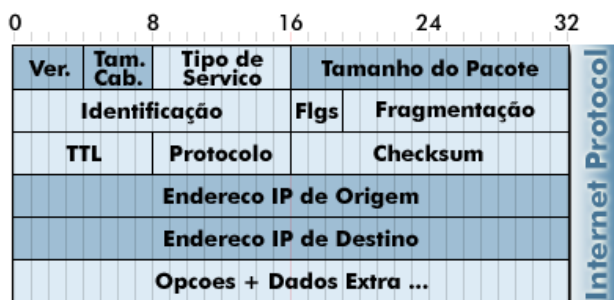 0 8 16 24 32
Ver. Tam. Cab. Tipo de Servico Tamanho do Pacote
Identificação Flgs Fragmentação
TTL Protocolo Checksum
Endereco IP de Origem
Endereco IP de Destino
Opcoes + Dados Extra ...
Internet Protocol